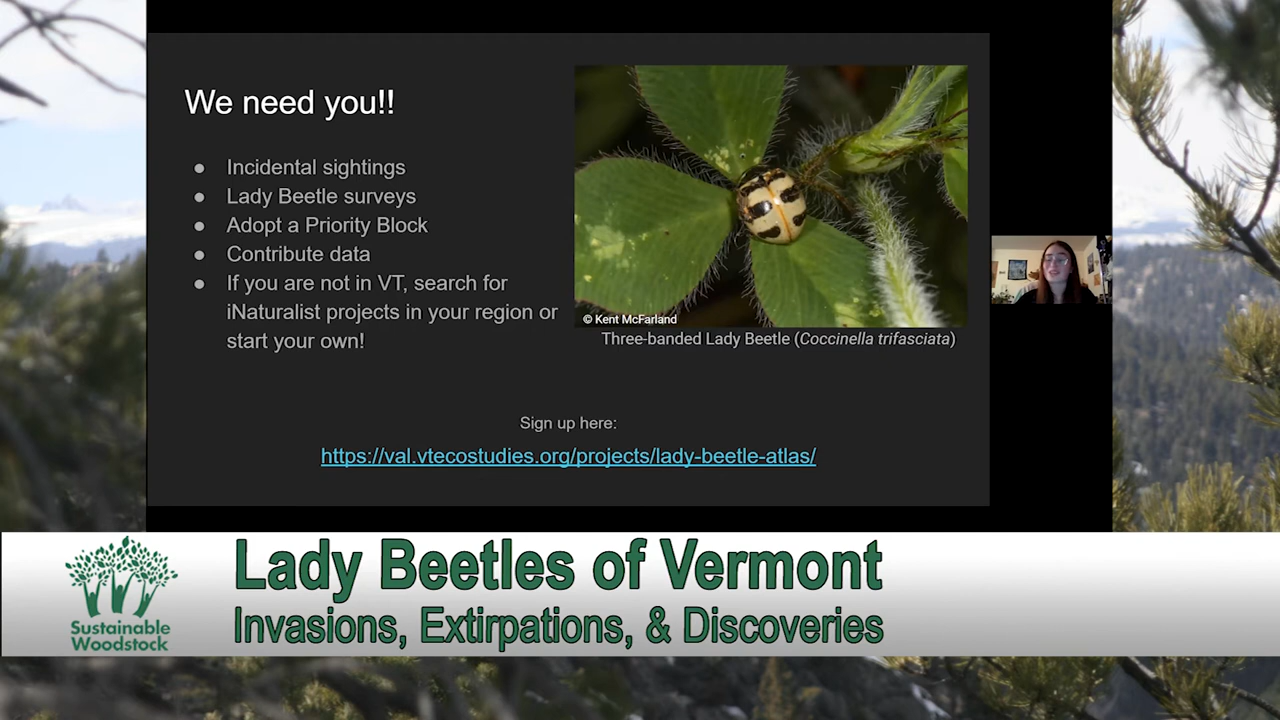 We need you!!
● Incidental sightings
● Lady Beetle surveys
● Adopt a Priority Block
● Contribute data
● If you are not in VT, search for
iNaturalist projects in your region or
start your own!
© Kent McFarland
Three-banded Lady Beetle (Coccinella trifasciata)
Sign up here:
https://val.vtecostudies.org/projects/lady-beetle-atlas/
Lady Beetles of Vermont
Invasions, Extirpations, & Discoveries
Sustainable
Woodstock